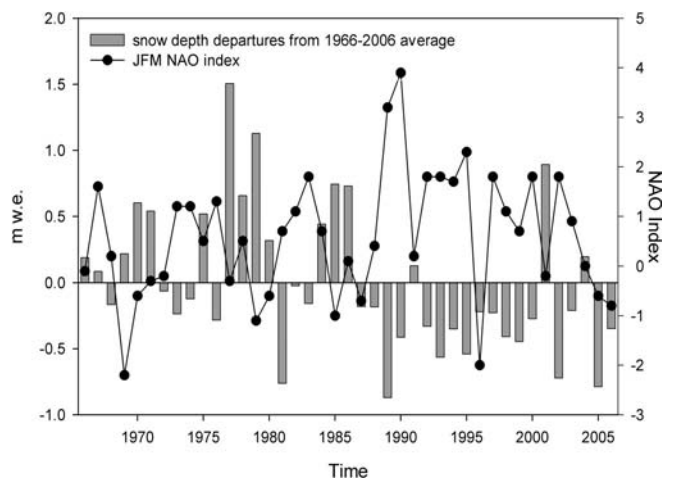 2.0
1.5
1.0
0.5
0.0
-0.5
-1.0
m w.e.
snow depth departures from 1966-2006 average
JFM NAO index
5
4
3
2
1
0
-1
-2
-3
NAO Index
1970 1975 1980 1985 1990 1995 2000 2005
Time